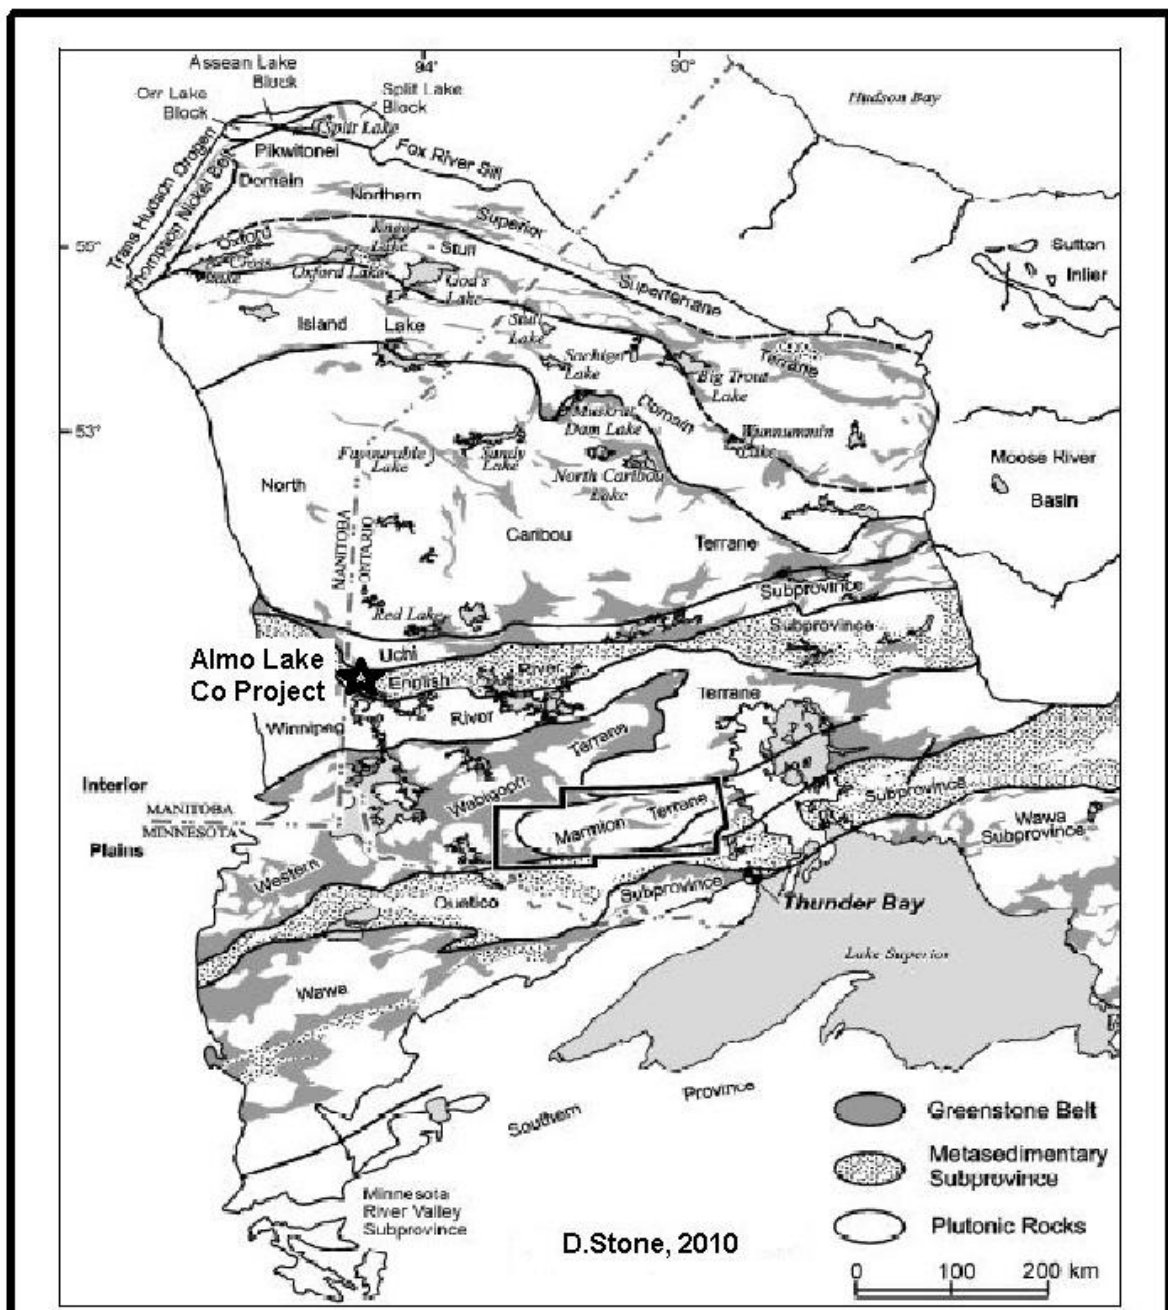 94°
90°
Assean Lake
Block
Orr Lake
Block
Split Lake
Block
Split Lake
Hudson Bay
Pikwitonei
Domain
Fox River Sill
Trans Hudson Orogen
Thompson Nickel Belt
Northern
Superior
Superterrane
55°
Oxford
Stull
Terrane
Knee
Lake
Cross
Lake
Oxford Lake
God's
Lake
Sutton
Inlier
Island
Lake
Domain
Stull
Lake
Sachigo
Lake
Big Trout
Lake
53°
Muskrat
Dam Lake
Wunnummin
Lake
Favourable
Lake
Sandy
Lake
North Caribou
Lake
Moose River
Basin
North
Caribou
Terrane
MANITOBA
ONTARIO
Red Lake
Uchi
Subprovince
English
River
Subprovince
Almo Lake
Co Project
Winnipeg
River
Terrane
Interior
Plains
MANITOBA
MINNESOTA
Western
Wabigoon
Terrane
Marmion
Terrane
Quetico
Subprovince
Subprovince
Wawa
Subprovince
Thunder Bay
Lake Superior
Wawa
Southern
Province
Minnesota
River Valley
Subprovince
Greenstone Belt
Metasedimentary
Subprovince
Plutonic Rocks
D.Stone, 2010
0 100 200 km